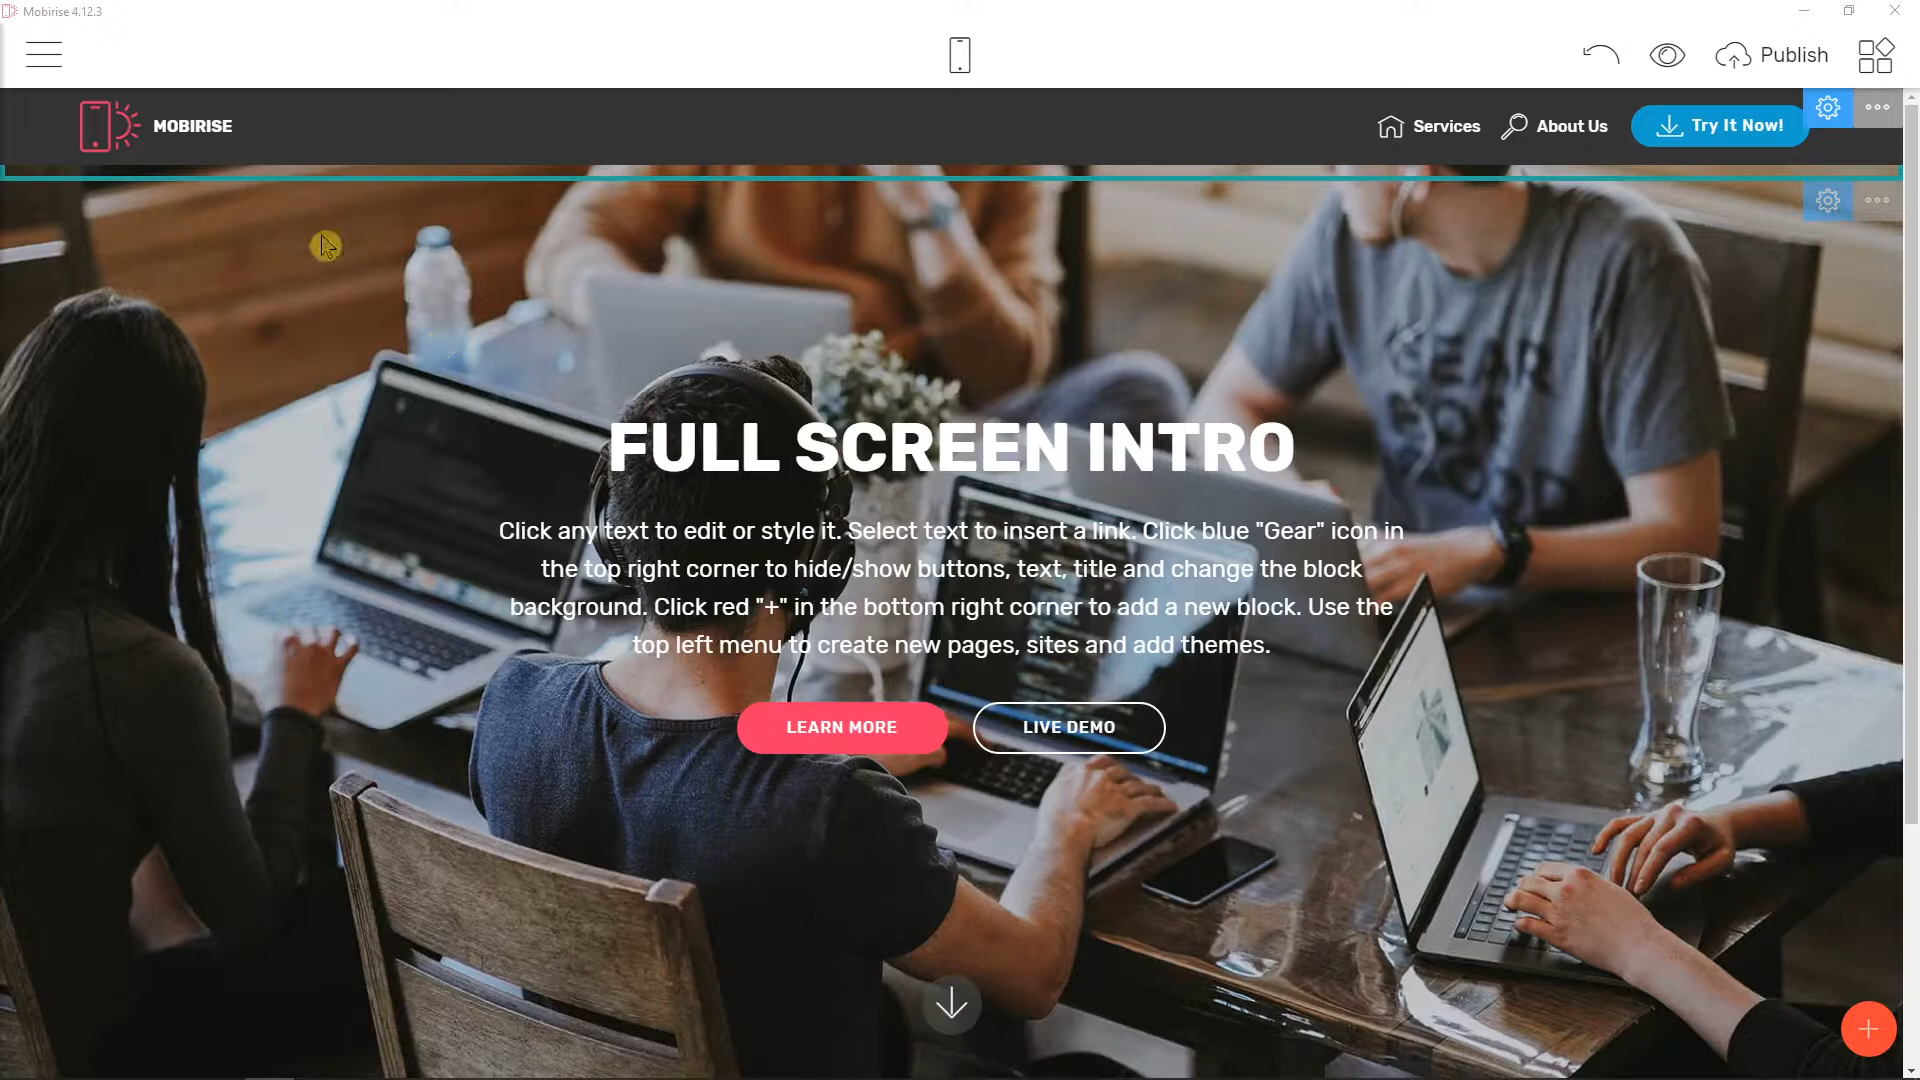 Mobirise 4.12.3
Publish
MOBIRISE
Services
About Us
Try It Now!
GEAR
FULL SCREEN INTRO
Click any text to edit or style it. Select text to insert a link. Click blue "Gear" icon in
the top right corner to hide/show buttons, text, title and change the block
background. Click red "+" in the bottom right corner to add a new block. Use the
top left menu to create new pages, sites and add themes.
LEARN MORE
LIVE DEMO